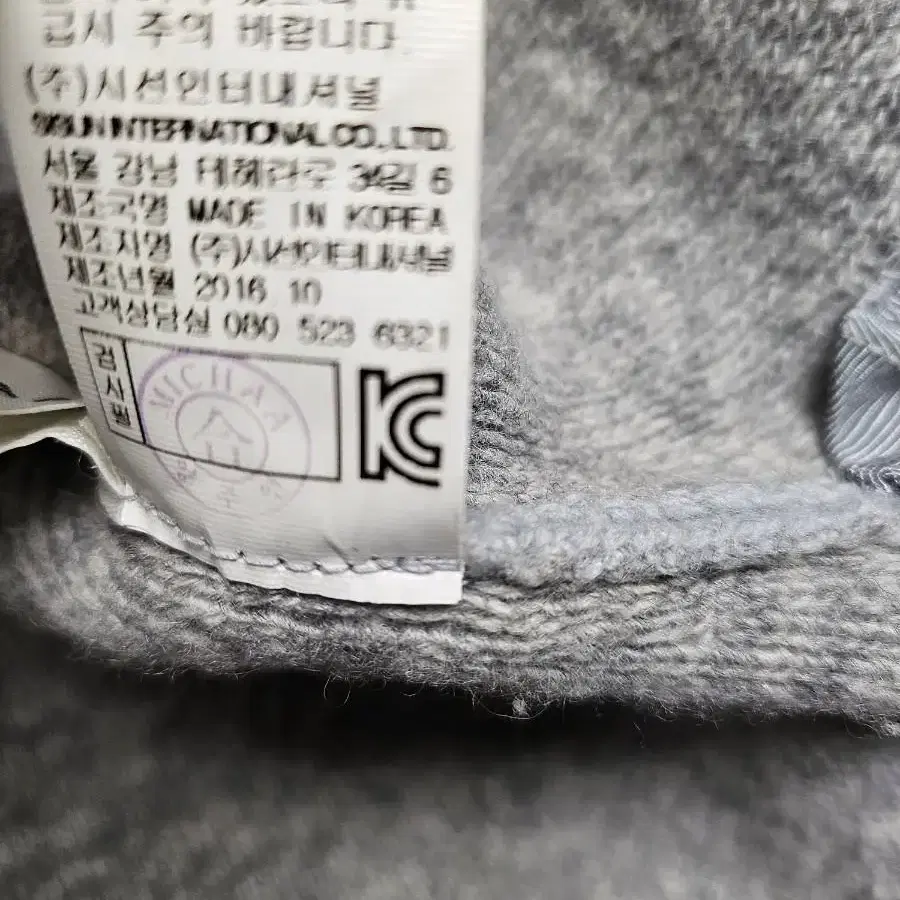 급시 주의 바랍니다.
(주)시선인터내셔널
SISUN INTERNATIONAL CO., LTD.
서울 강남 테헤란로 34길 6
제조국명 MADE IN KOREA
제조자명 (주)시선인터내셔널
제조년월 2016 10
고객상담실 080 523 6321
검사필
MICHAA
KC